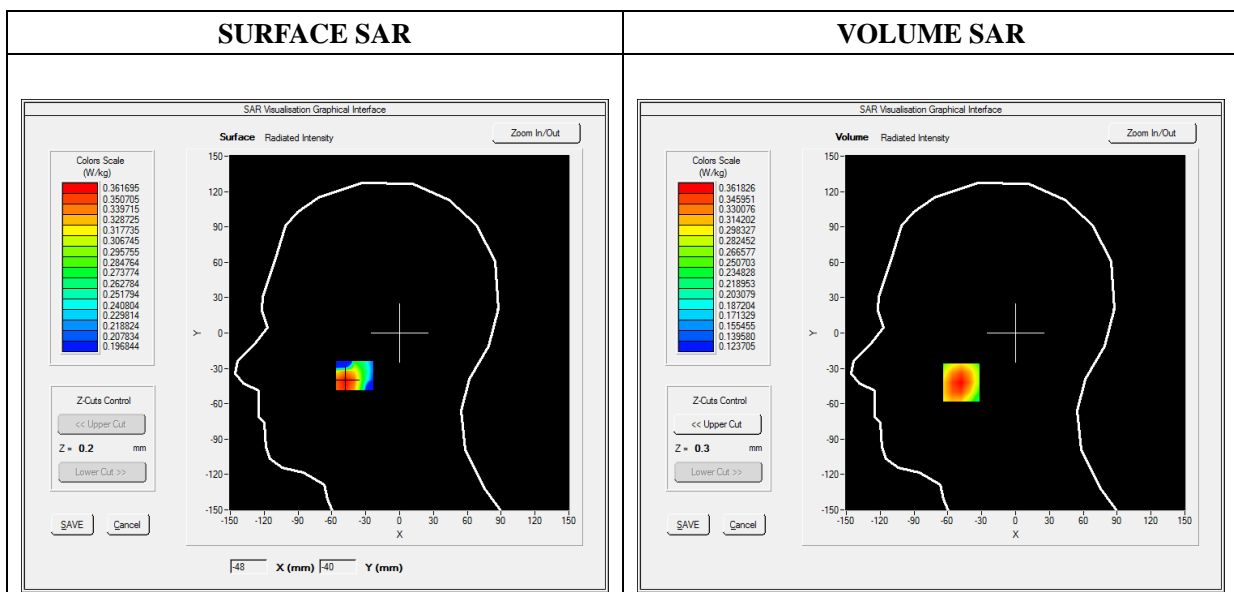 SURFACE SAR
VOLUME SAR
SAR Visualisation Graphical Interface
Surface Radiated Intensity
Zoom In/Out
Colors Scale
(W/kg)
0.361695
0.350705
0.339715
0.328725
0.317735
0.306745
0.295755
0.284764
0.273774
0.262784
0.251794
0.240804
0.229814
0.218824
0.207834
0.196844
Z-Cuts Control
<< Upper Cut
Z = 0.2 mm
Lower Cut >>
SAVE Cancel
150
120
90
60
30
0
-30
-60
-90
-120
-150
Y
-150 -120 -90 -60 -30 0 30 60 90 120 150
X
-48 X (mm) -40 Y (mm)
SAR Visualisation Graphical Interface
Volume Radiated Intensity
Zoom In/Out
Colors Scale
(W/kg)
0.361826
0.345951
0.330076
0.314202
0.298327
0.282452
0.266577
0.250703
0.234828
0.218953
0.203079
0.187204
0.171329
0.155455
0.139580
0.123705
Z-Cuts Control
<< Upper Cut
Z = 0.3 mm
Lower Cut >>
SAVE Cancel
150
120
90
60
30
0
-30
-60
-90
-120
-150
Y
-150 -120 -90 -60 -30 0 30 60 90 120 150
X